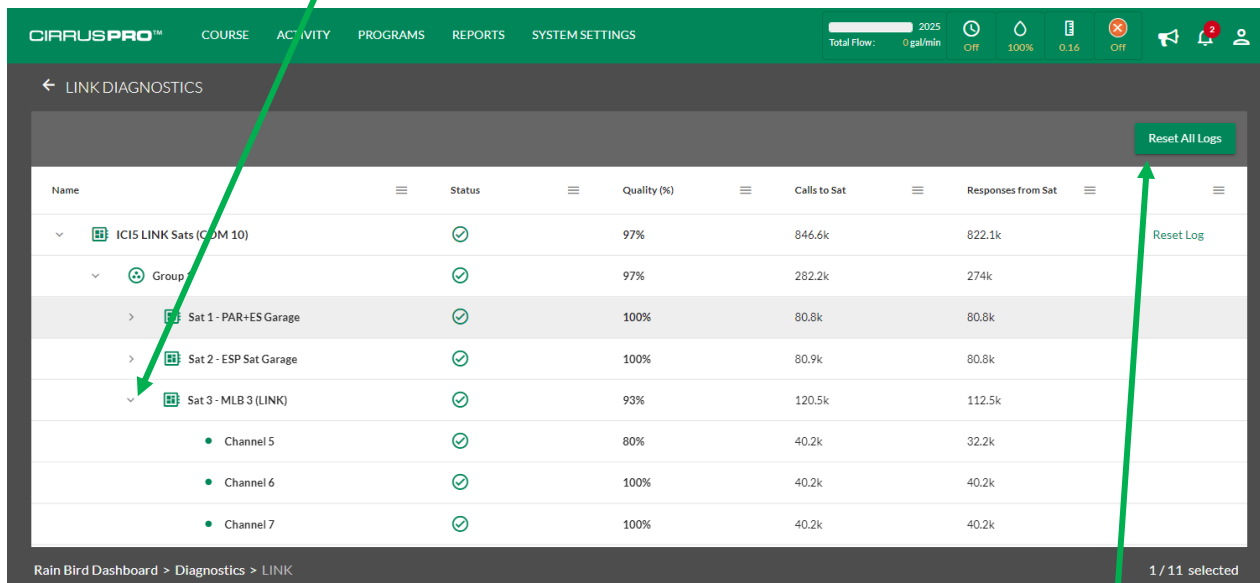 CIRRUSPRO™ COURSE ACTIVITY PROGRAMS REPORTS SYSTEM SETTINGS
2025
Total Flow: 0 gal/min Off 100% 0.16 Off 2
LINK DIAGNOSTICS
Reset All Logs
Name Status Quality (%) Calls to Sat Responses from Sat
ICI5 LINK Sats (COM 10) 97% 846.6k 822.1k Reset Log
Group 97% 282.2k 274k
Sat 1 - PAR+ES Garage 100% 80.8k 80.8k
Sat 2 - ESP Sat Garage 100% 80.9k 80.8k
Sat 3 - MLB 3 (LINK) 93% 120.5k 112.5k
Channel 5 80% 40.2k 32.2k
Channel 6 100% 40.2k 40.2k
Channel 7 100% 40.2k 40.2k
Rain Bird Dashboard > Diagnostics > LINK 1 / 11 selected